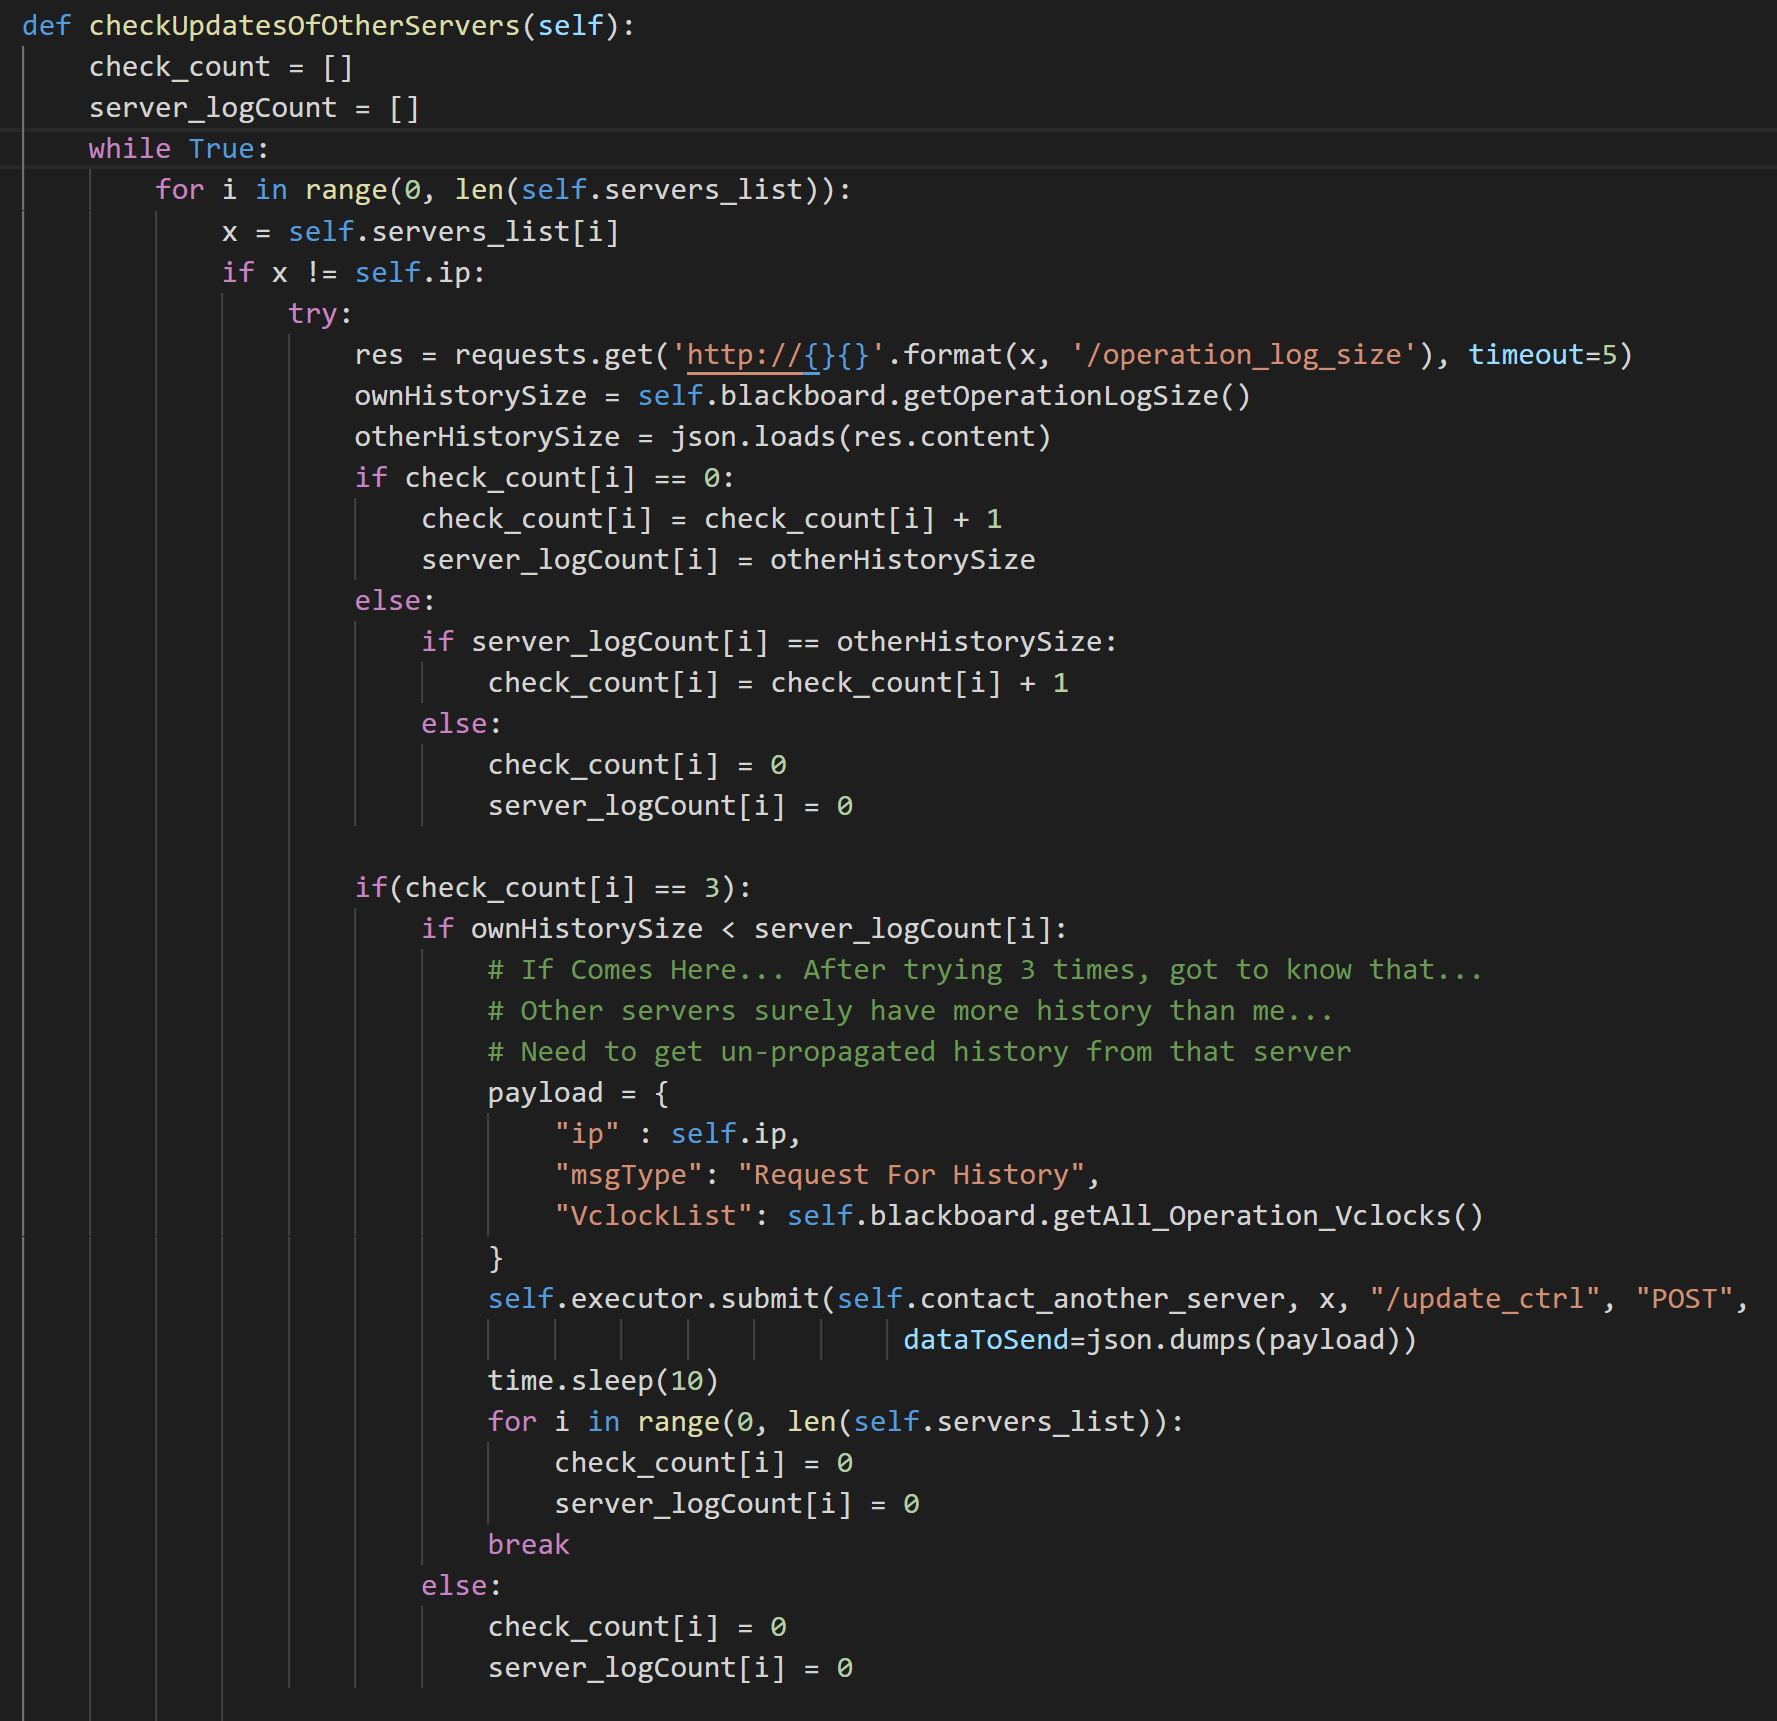 def checkUpdatesOfOtherServers(self):
    check_count = []
    server_logCount = []
    while True:
        for i in range(0, len(self.servers_list)):
            x = self.servers_list[i]
            if x != self.ip:
                try:
                    res = requests.get('http://{}{}'.format(x, '/operation_log_size'), timeout=5)
                    ownHistorySize = self.blackboard.getOperationLogSize()
                    otherHistorySize = json.loads(res.content)
                    if check_count[i] == 0:
                        check_count[i] = check_count[i] + 1
                        server_logCount[i] = otherHistorySize
                    else:
                        if server_logCount[i] == otherHistorySize:
                            check_count[i] = check_count[i] + 1
                        else:
                            check_count[i] = 0
                            server_logCount[i] = 0

                    if(check_count[i] == 3):
                        if ownHistorySize < server_logCount[i]:
                            # If Comes Here... After trying 3 times, got to know that...
                            # Other servers surely have more history than me...
                            # Need to get un-propagated history from that server
                            payload = {
                                "ip" : self.ip,
                                "msgType": "Request For History",
                                "VclockList": self.blackboard.getAll_Operation_Vclocks()
                            }
                            self.executor.submit(self.contact_another_server, x, "/update_ctrl", "POST",
                                                     dataToSend=json.dumps(payload))
                            time.sleep(10)
                            for i in range(0, len(self.servers_list)):
                                check_count[i] = 0
                                server_logCount[i] = 0
                            break
                        else:
                            check_count[i] = 0
                            server_logCount[i] = 0